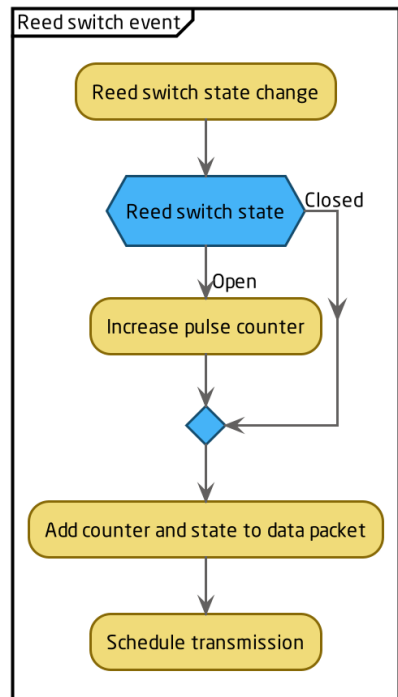 Reed switch event
Reed switch state change
Reed switch state
Closed
Open
Increase pulse counter
Add counter and state to data packet
Schedule transmission